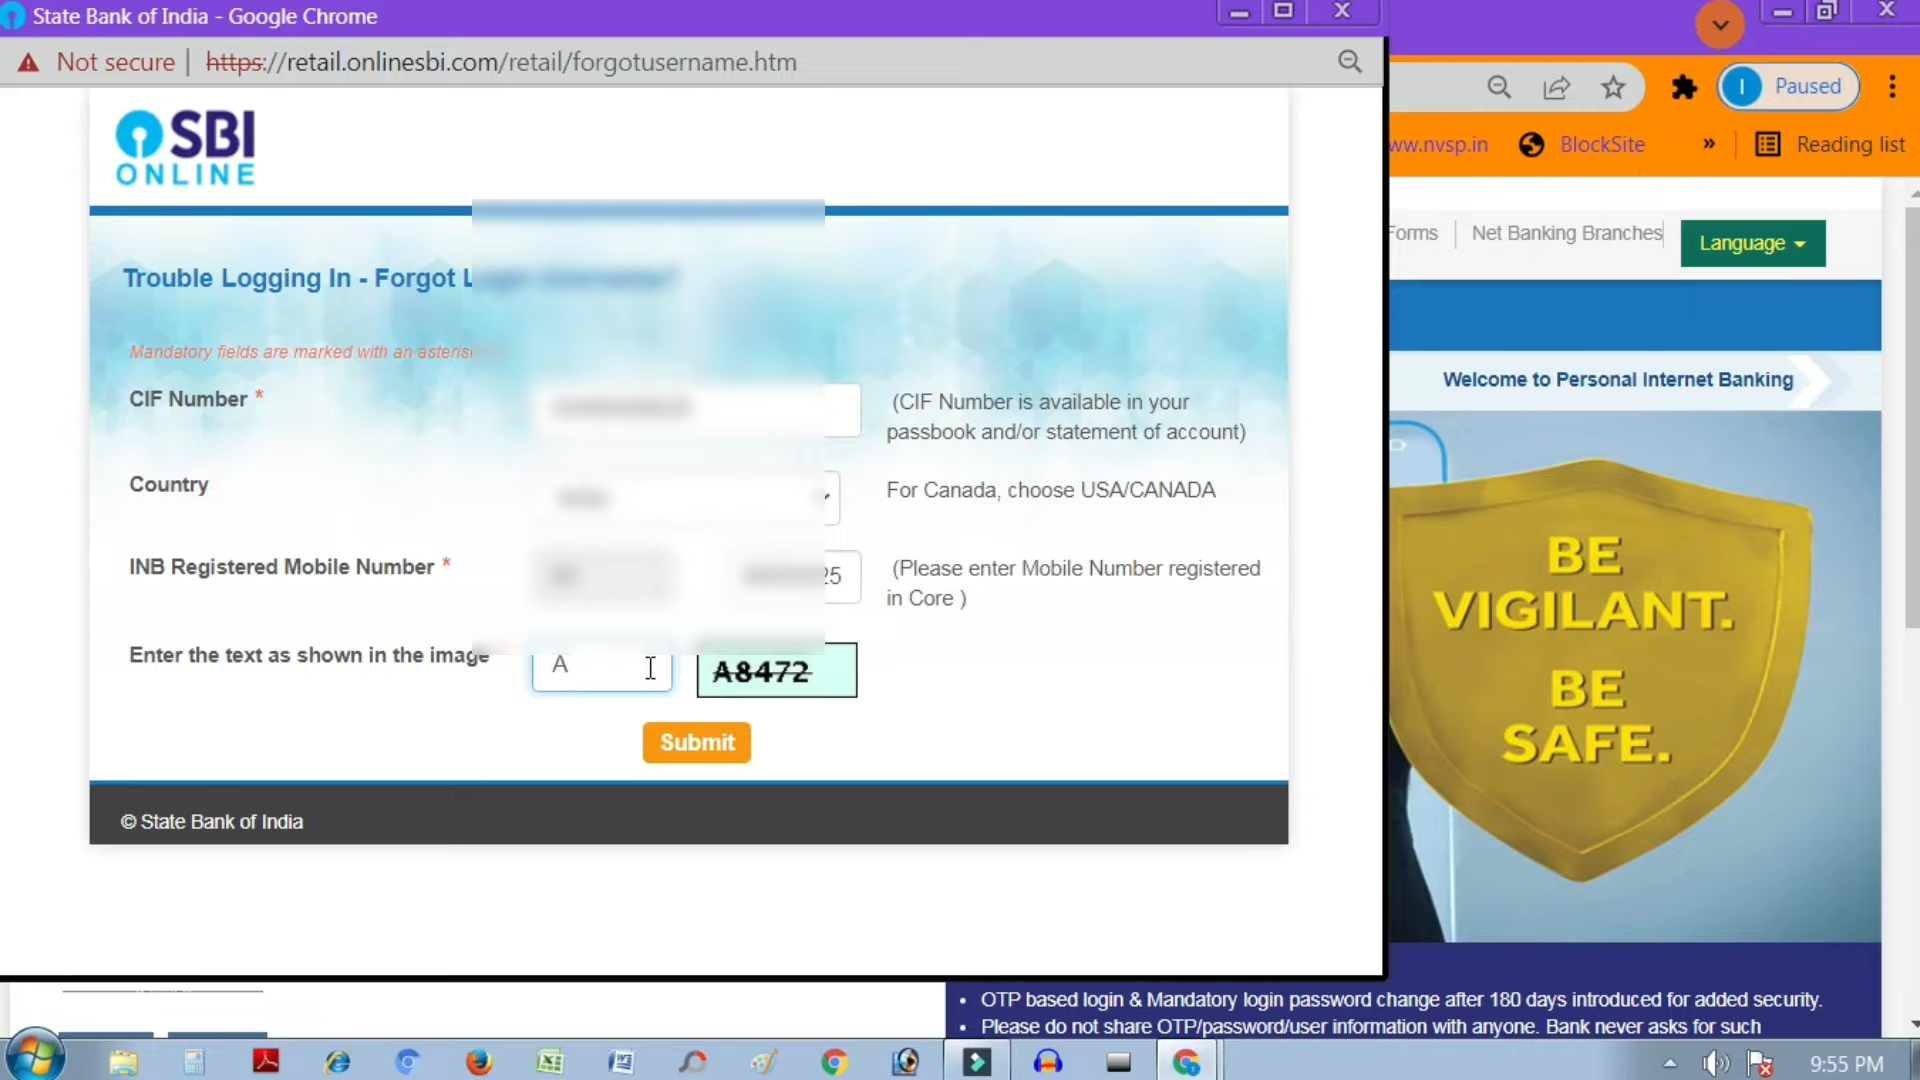 State Bank of India - Google Chrome
Not secure
https://retail.onlinesbi.com/retail/forgotusername.htm
Paused
ww.nvsp.in
BlockSite
»
Reading list
SBI
ONLINE
Forms
Net Banking Branches
Language
Trouble Logging In - Forgot
Mandatory fields are marked with an
CIF Number *
(CIF Number is available in your
passbook and/or statement of account)
Country
For Canada, choose USA/CANADA
INB Registered Mobile Number *
25
(Please enter Mobile Number registered
in Core )
Enter the text as shown in the image
A
A8472
Submit
© State Bank of India
Welcome to Personal Internet Banking
BE
VIGILANT.
BE
SAFE.
• OTP based login & Mandatory login password change after 180 days introduced for added security.
• Please do not share OTP/password/user information with anyone. Bank never asks for such
9:55 PM